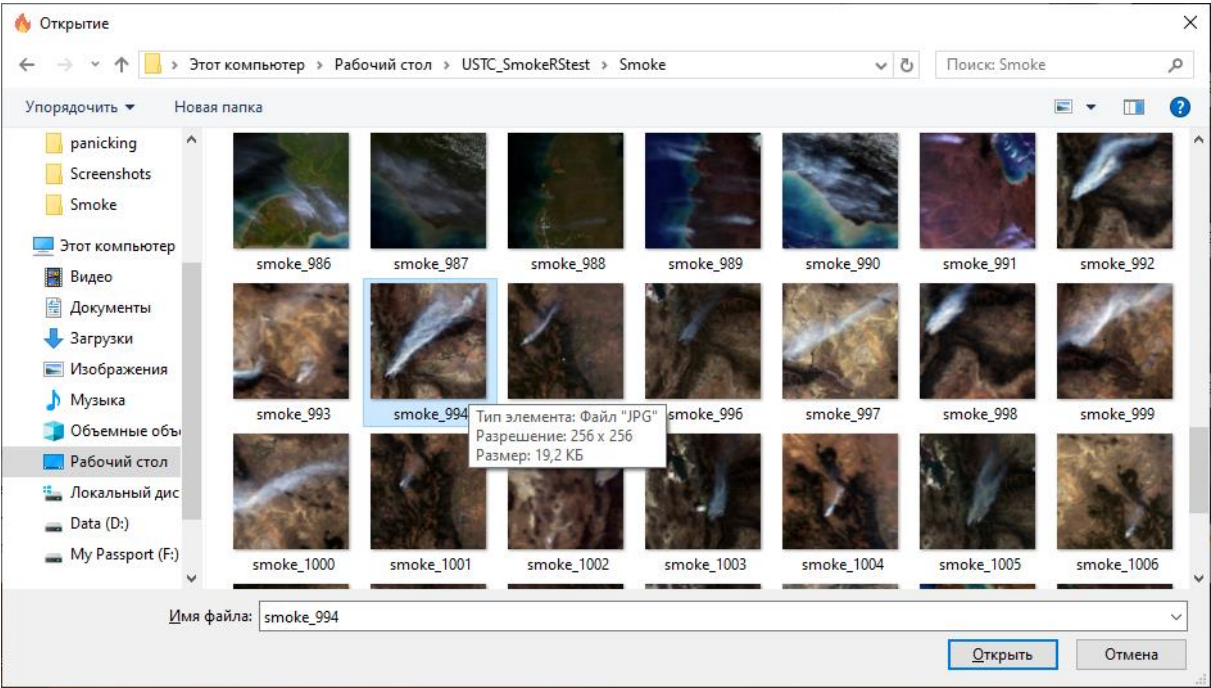 Открытие
Этот компьютер › Рабочий стол › USTC_SmokeRStest › Smoke
Поиск: Smoke
Упорядочить
Новая папка
panicking
Screenshots
Smoke
Этот компьютер
Видео
Документы
Загрузки
Изображения
Музыка
Объемные объ
Рабочий стол
Локальный дис
Data (D:)
My Passport (F:)
smoke_986 smoke_987 smoke_988 smoke_989 smoke_990 smoke_991 smoke_992
smoke_993 smoke_994 smoke_996 smoke_997 smoke_998 smoke_999
Тип элемента: Файл "JPG"
Разрешение: 256 x 256
Размер: 19,2 КБ
smoke_1000 smoke_1001 smoke_1002 smoke_1003 smoke_1004 smoke_1005 smoke_1006
Имя файла: smoke_994
Открыть Отмена